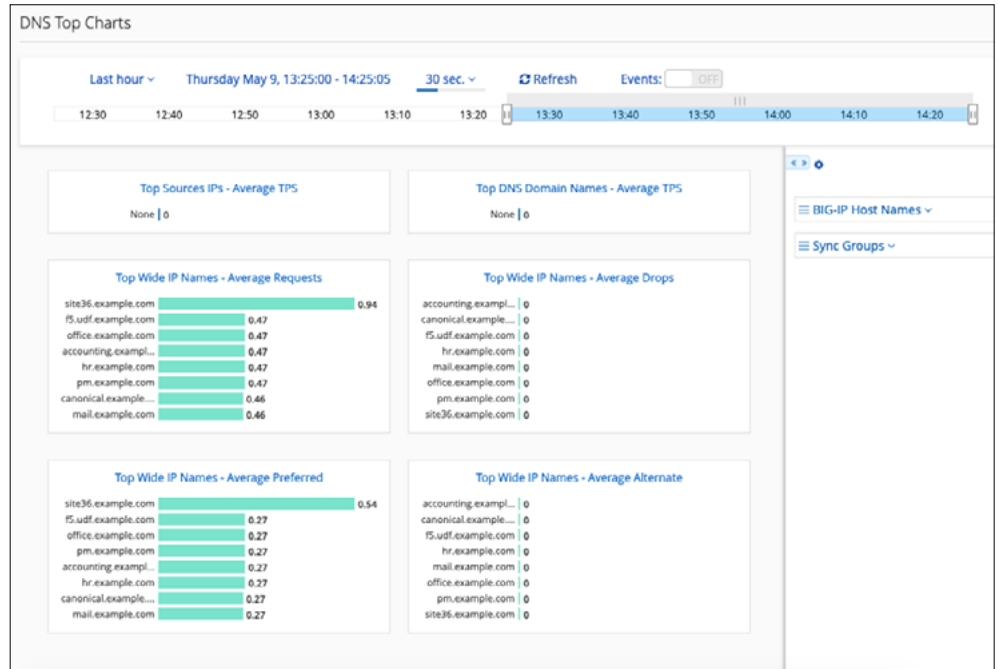 DNS Top Charts
Last hour Thursday May 9, 13:25:00 - 14:25:05 30 sec. Refresh Events: OFF
12:30 12:40 12:50 13:00 13:10 13:20 13:30 13:40 13:50 14:00 14:10 14:20
Top Sources IPs - Average TPS
None 0
Top DNS Domain Names - Average TPS
None 0
BIG-IP Host Names
Sync Groups
Top Wide IP Names - Average Requests
site36.example.com 0.94
f5.udf.example.com 0.47
office.example.com 0.47
accounting.exampl... 0.47
hr.example.com 0.47
pm.example.com 0.47
canonical.example.... 0.46
mail.example.com 0.46
Top Wide IP Names - Average Drops
accounting.exampl... 0
canonical.example.... 0
f5.udf.example.com 0
hr.example.com 0
mail.example.com 0
office.example.com 0
pm.example.com 0
site36.example.com 0
Top Wide IP Names - Average Preferred
site36.example.com 0.54
f5.udf.example.com 0.27
office.example.com 0.27
pm.example.com 0.27
accounting.exampl... 0.27
hr.example.com 0.27
canonical.example.... 0.27
mail.example.com 0.27
Top Wide IP Names - Average Alternate
accounting.exampl... 0
canonical.example.... 0
f5.udf.example.com 0
hr.example.com 0
mail.example.com 0
office.example.com 0
pm.example.com 0
site36.example.com 0